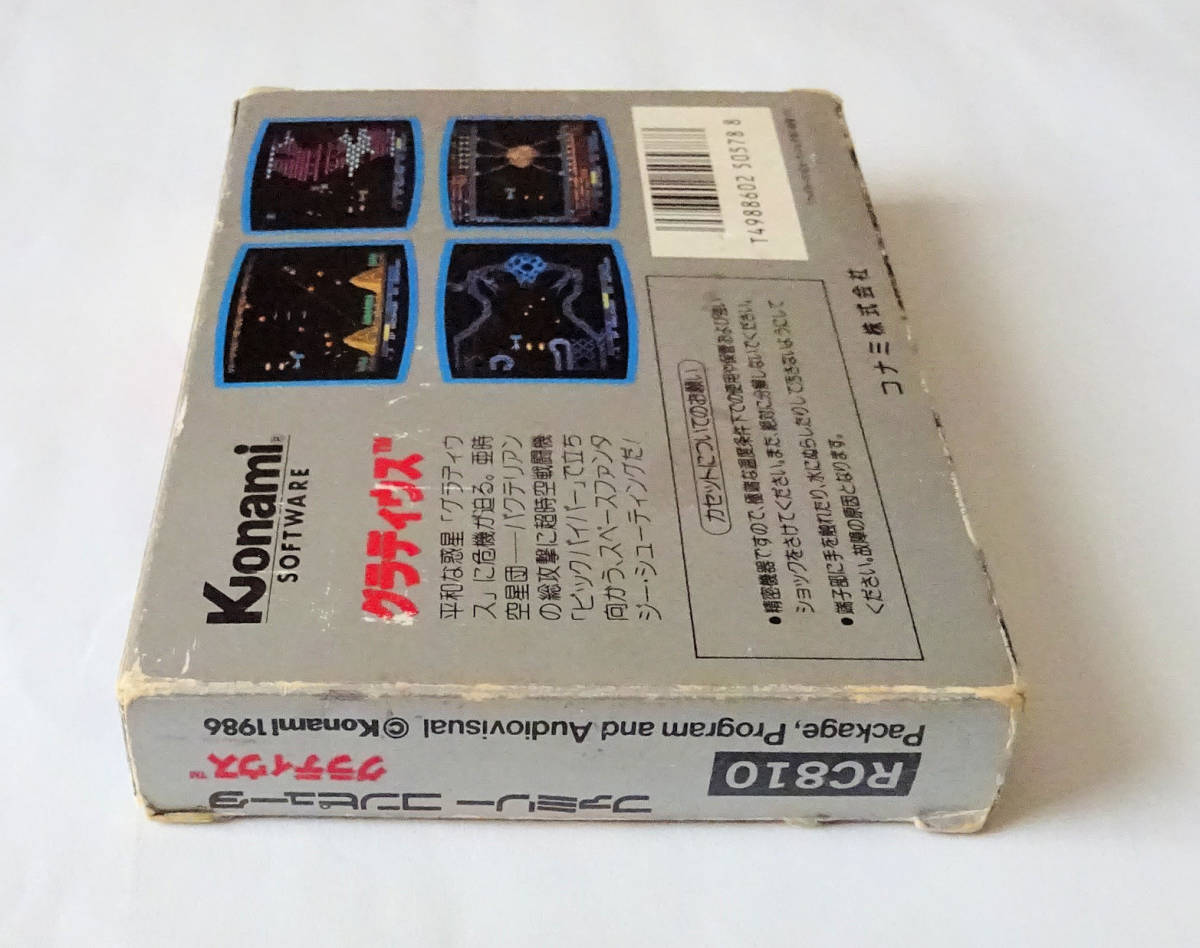 Konami
SOFTWARE
グラディウス™
平和な惑星「グラディウ
ス」に危機が迫る。亜時
空星団──バクテリアン
の総攻撃に超時空戦闘機
「ビックバイパー」で立ち
向かう、スペースファンタ
ジー・シューティングだ!
T4988602 50578 8
カセットについてのお願い
●精密機器ですので、極端な温度条件下での使用や保管および強い
ショックをさけてください。また、絶対に分解しないでください。
●端子部に手を触れたり、水にぬらしたりして汚さないようにして
ください。故障の原因となります。
コナミ株式会社
Package, Program and Audiovisual © Konami 1986
RC810
グラディウス™
ファミリー コンピュータ